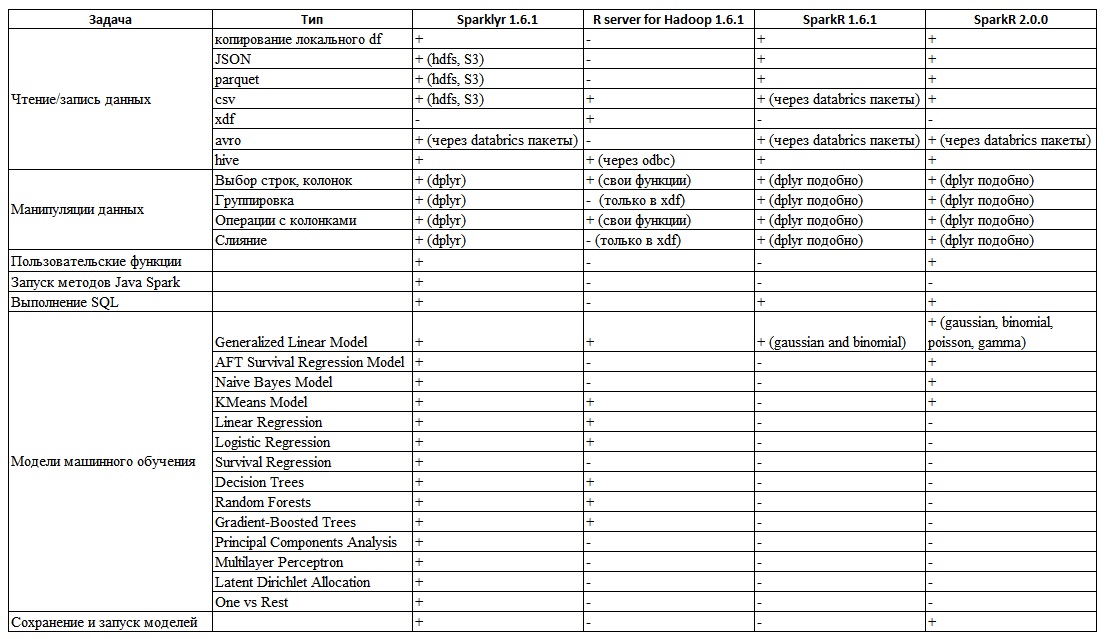 Задача Тип Sparklyr 1.6.1 R server for Hadoop 1.6.1 SparkR 1.6.1 SparkR 2.0.0
Чтение/запись данных копирование локального df + - + +
JSON + (hdfs, S3) - + +
parquet + (hdfs, S3) - + +
csv + (hdfs, S3) + + (через databrics пакеты) +
xdf - + - -
avro + (через databrics пакеты) - + (через databrics пакеты) + (через databrics пакеты)
hive + + (через odbc) + +
Манипуляции данных Выбор строк, колонок + (dplyr) + (свои функции) + (dplyr подобно) + (dplyr подобно)
Группировка + (dplyr) - (только в xdf) + (dplyr подобно) + (dplyr подобно)
Операции с колонками + (dplyr) + (свои функции) + (dplyr подобно) + (dplyr подобно)
Слияние + (dplyr) - (только в xdf) + (dplyr подобно) + (dplyr подобно)
Пользовательские функции + - - +
Запуск методов Java Spark + - - -
Выполнение SQL + - + +
Модели машинного обучения Generalized Linear Model + + + (gaussian and binomial) + (gaussian, binomial,
poisson, gamma)
AFT Survival Regression Model + - - +
Naive Bayes Model + - - +
KMeans Model + + - +
Linear Regression + + - -
Logistic Regression + + - -
Survival Regression + - - -
Decision Trees + + - -
Random Forests + + - -
Gradient-Boosted Trees + + - -
Principal Components Analysis + - - -
Multilayer Perceptron + - - -
Latent Dirichlet Allocation + - - -
One vs Rest + - - -
Сохранение и запуск моделей + - - +